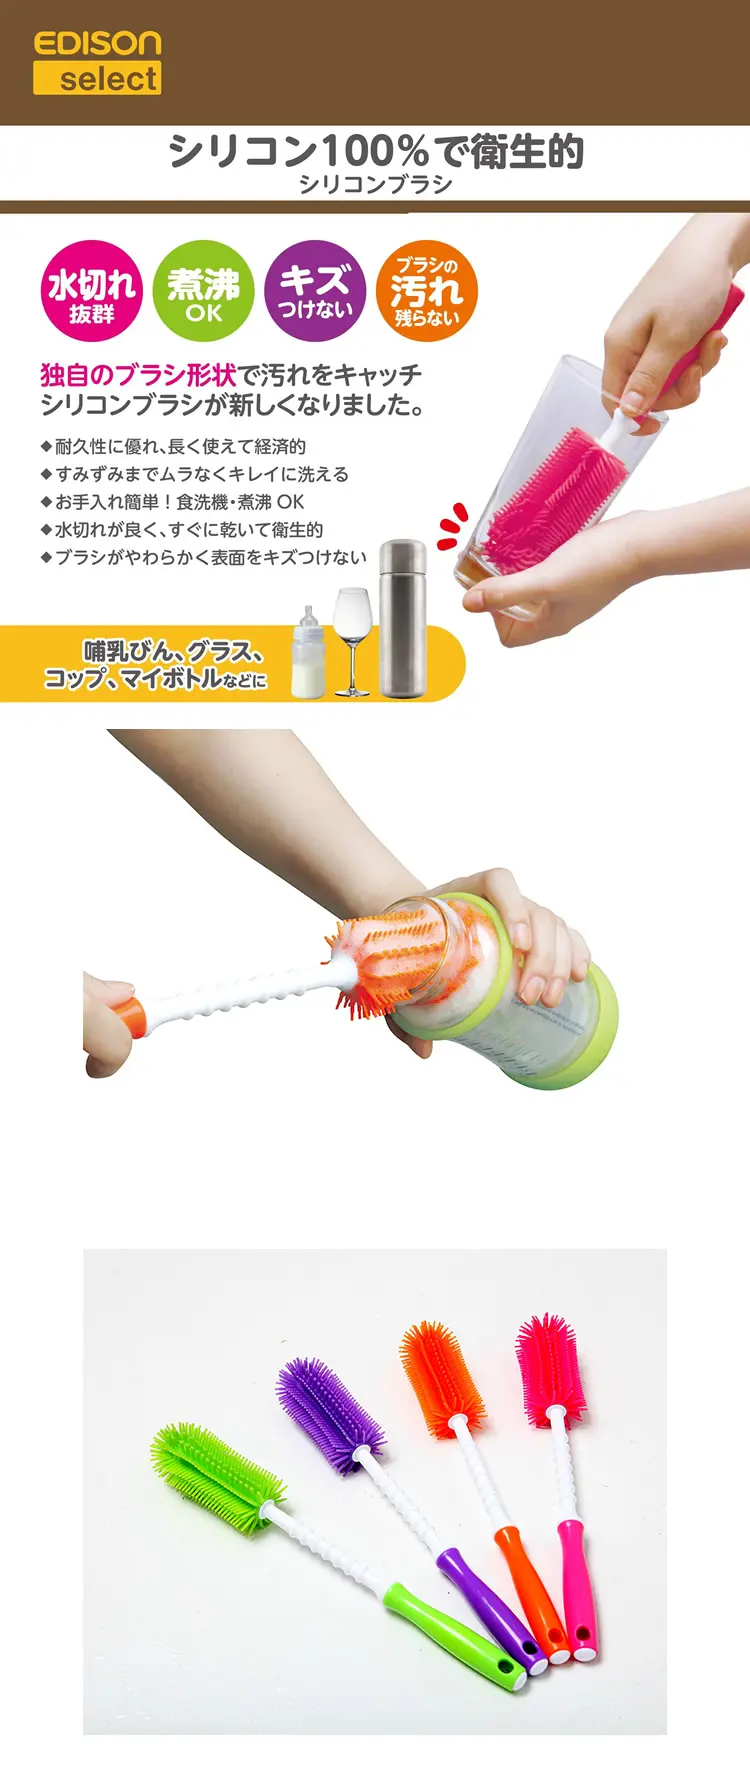 EDISON
select
シリコン100%で衛生的
シリコンブラシ
水切れ
抜群
煮沸
OK
キズ
つけない
ブラシの
汚れ
残らない
独自のブラシ形状で汚れをキャッチ
シリコンブラシが新しくなりました。
◆耐久性に優れ、長く使えて経済的
◆すみずみまでムラなくキレイに洗える
◆お手入れ簡単！食洗機・煮沸 OK
◆水切れが良く、すぐに乾いて衛生的
◆ブラシがやわらかく表面をキズつけない
哺乳びん、グラス、
コップ、マイボトルなどに